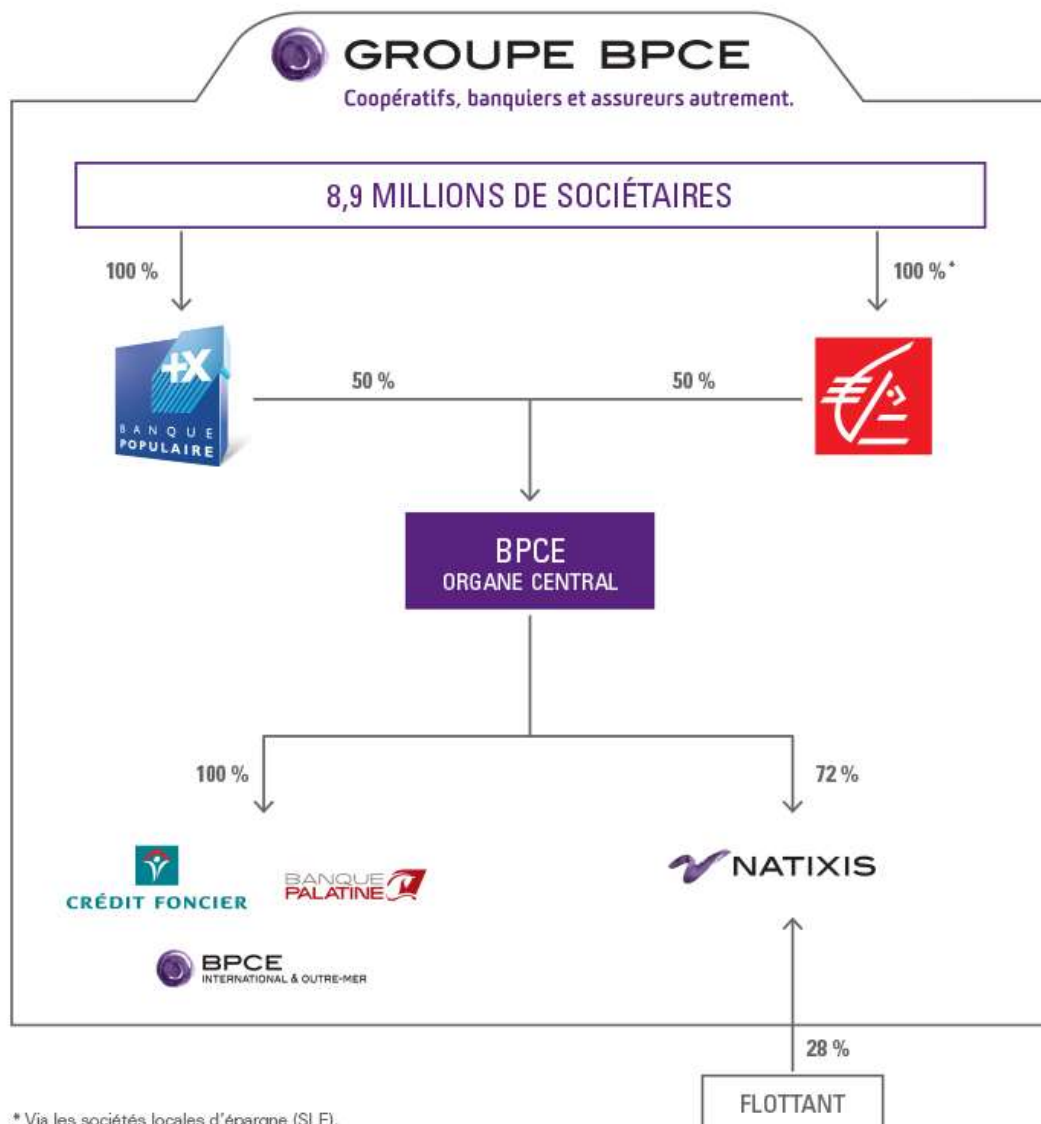 GROUPE BPCE
Coopératifs, banquiers et assureurs autrement.
8,9 MILLIONS DE SOCIÉTAIRES
100 %
100 %*
+X
BANQUE
POPULAIRE
50 %
50 %
BPCE
ORGANE CENTRAL
100 %
72 %
CRÉDIT FONCIER
BANQUE
PALATINE
NATIXIS
BPCE
INTERNATIONAL & OUTRE-MER
28 %
FLOTTANT
* Via les sociétés locales d'épargne (SLE).